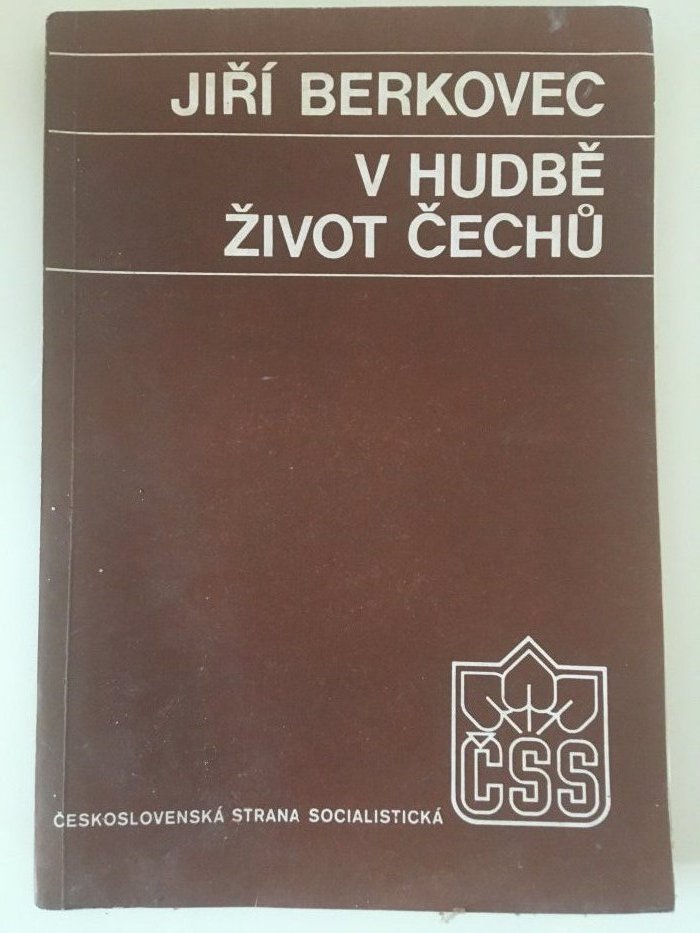 JIŘÍ BERKOVEC
V HUDBĚ
ŽIVOT ČECHŮ
ČSS
ČESKOSLOVENSKÁ STRANA SOCIALISTICKÁ